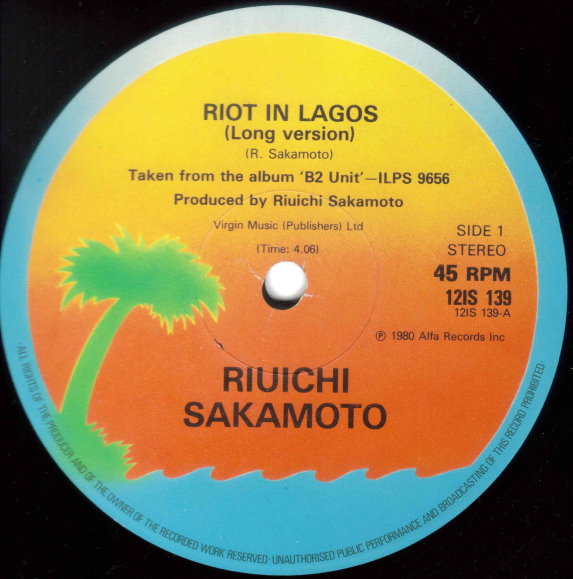 RIOT IN LAGOS
(Long version)
(R. Sakamoto)
Taken from the album 'B2 Unit'—ILPS 9656
Produced by Riuichi Sakamoto
Virgin Music (Publishers) Ltd
(Time: 4.06)
SIDE 1
STEREO
45 RPM
12IS 139
12IS 139-A
℗ 1980 Alfa Records Inc
RIUICHI
SAKAMOTO
ALL RIGHTS OF THE PRODUCER AND OF THE OWNER OF THE RECORDED WORK RESERVED · UNAUTHORISED PUBLIC PERFORMANCE AND BROADCASTING OF THIS RECORD PROHIBITED